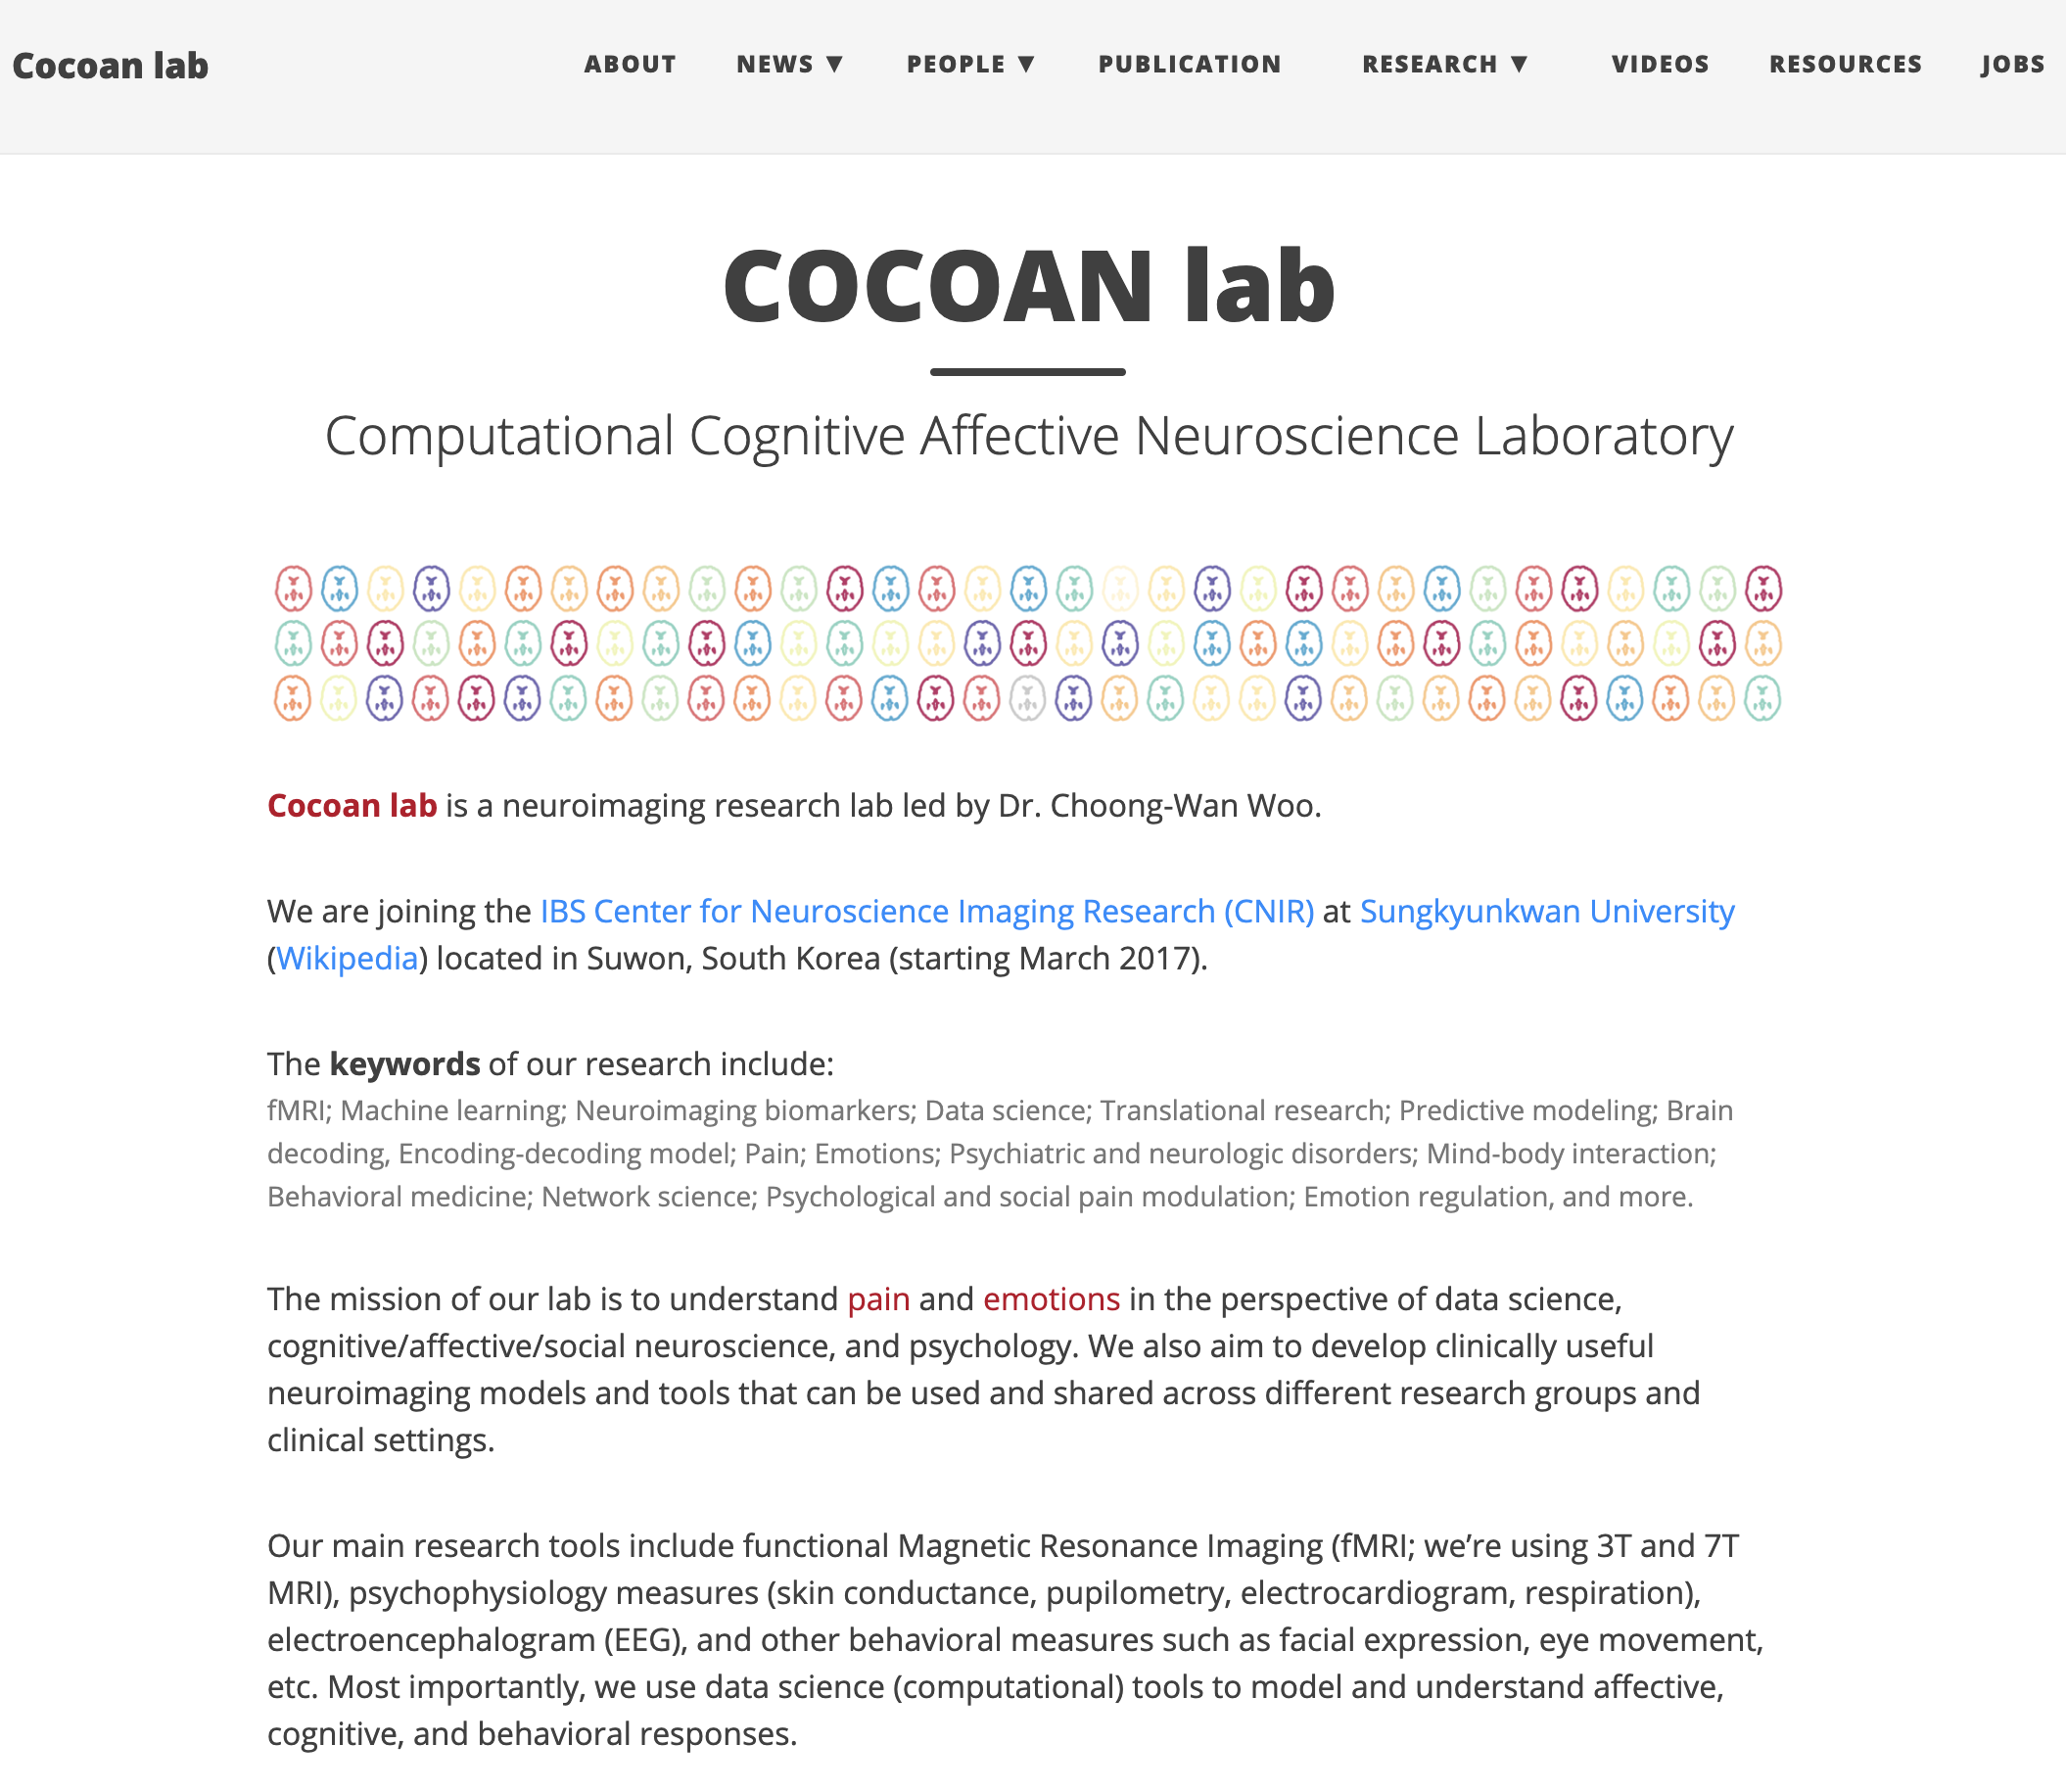 Cocoan lab
ABOUT
NEWS ▼
PEOPLE ▼
PUBLICATION
RESEARCH ▼
VIDEOS
RESOURCES
JOBS
COCOAN lab
Computational Cognitive Affective Neuroscience Laboratory
Cocoan lab is a neuroimaging research lab led by Dr. Choong-Wan Woo.
We are joining the IBS Center for Neuroscience Imaging Research (CNIR) at Sungkyunkwan University
(Wikipedia) located in Suwon, South Korea (starting March 2017).
The keywords of our research include:
fMRI; Machine learning; Neuroimaging biomarkers; Data science; Translational research; Predictive modeling; Brain
decoding, Encoding-decoding model; Pain; Emotions; Psychiatric and neurologic disorders; Mind-body interaction;
Behavioral medicine; Network science; Psychological and social pain modulation; Emotion regulation, and more.
The mission of our lab is to understand pain and emotions in the perspective of data science,
cognitive/affective/social neuroscience, and psychology. We also aim to develop clinically useful
neuroimaging models and tools that can be used and shared across different research groups and
clinical settings.
Our main research tools include functional Magnetic Resonance Imaging (fMRI; we’re using 3T and 7T
MRI), psychophysiology measures (skin conductance, pupilometry, electrocardiogram, respiration),
electroencephalogram (EEG), and other behavioral measures such as facial expression, eye movement,
etc. Most importantly, we use data science (computational) tools to model and understand affective,
cognitive, and behavioral responses.